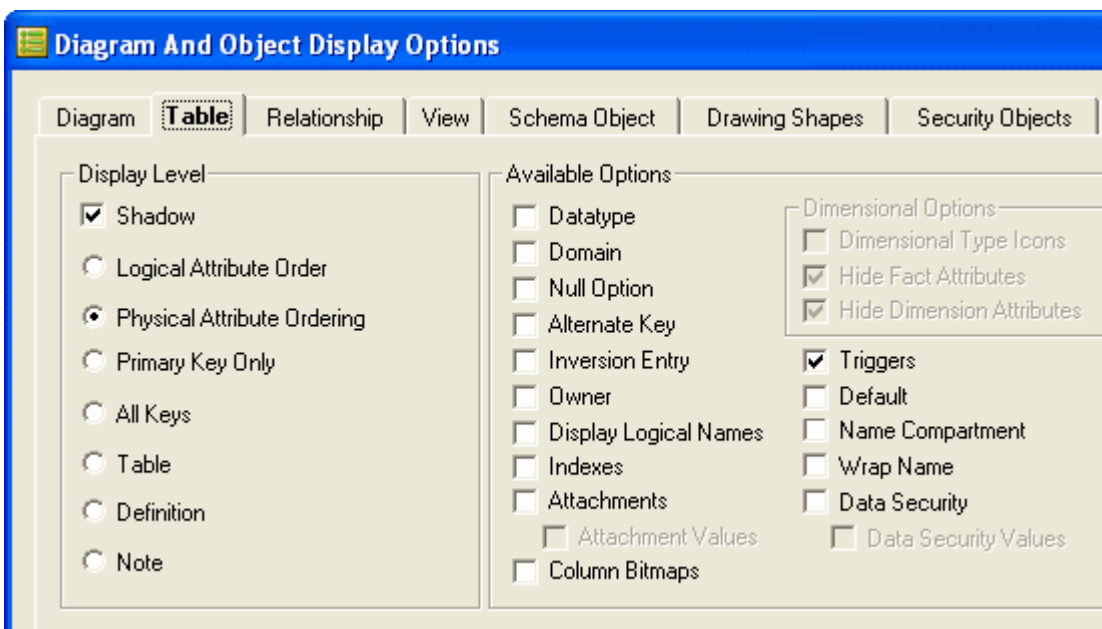 Diagram And Object Display Options
Diagram Table Relationship View Schema Object Drawing Shapes Security Objects
Display Level
Shadow
Logical Attribute Order
Physical Attribute Ordering
Primary Key Only
All Keys
Table
Definition
Note
Available Options
Datatype
Domain
Null Option
Alternate Key
Inversion Entry
Owner
Display Logical Names
Indexes
Attachments
Attachment Values
Column Bitmaps
Dimensional Options
Dimensional Type Icons
Hide Fact Attributes
Hide Dimension Attributes
Triggers
Default
Name Compartment
Wrap Name
Data Security
Data Security Values